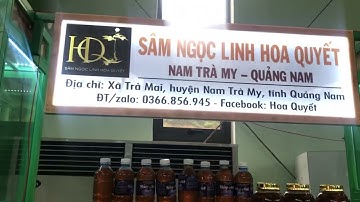 HQ
SÂM NGỌC LINH HOA QUYẾT
SÂM NGỌC LINH HOA QUYẾT
NAM TRÀ MY – QUẢNG NAM
Địa chỉ: Xã Trà Mai, huyện Nam Trà My, tỉnh Quảng Nam
ĐT/zalo: 0366.856.945 - Facebook: Hoa Quyết